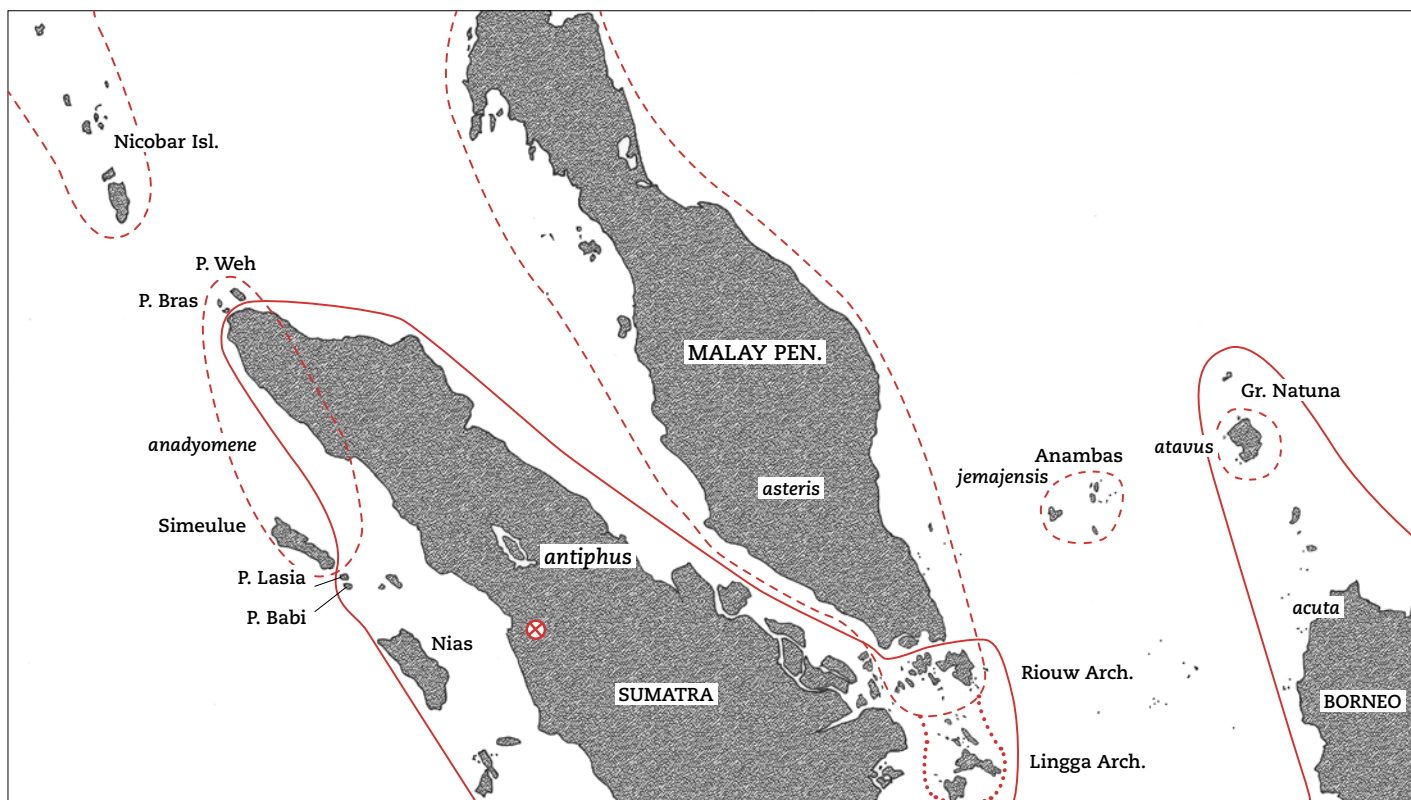 Nicobar Isl.
P. Weh
P. Bras
MALAY PEN.
Gr. Natuna
anadyomene
atavus
Anambas
jemajensis
asteris
Simeulue
antiphus
P. Lasia
P. Babi
acuta
Nias
Riouw Arch.
SUMATRA
BORNEO
Lingga Arch.